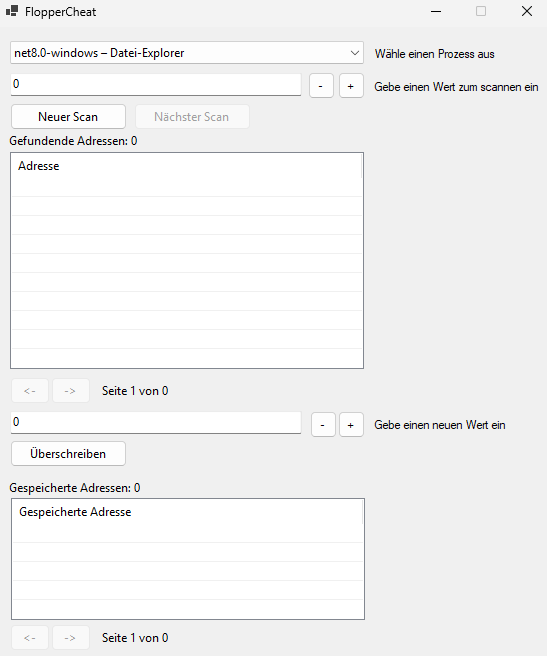 FlopperCheat
net8.0-windows – Datei-Explorer
Wähle einen Prozess aus
0
-
+
Gebe einen Wert zum scannen ein
Neuer Scan
Nächster Scan
Gefundende Adressen: 0
Adresse
<-
->
Seite 1 von 0
0
-
+
Gebe einen neuen Wert ein
Überschreiben
Gespeicherte Adressen: 0
Gespeicherte Adresse
<-
->
Seite 1 von 0